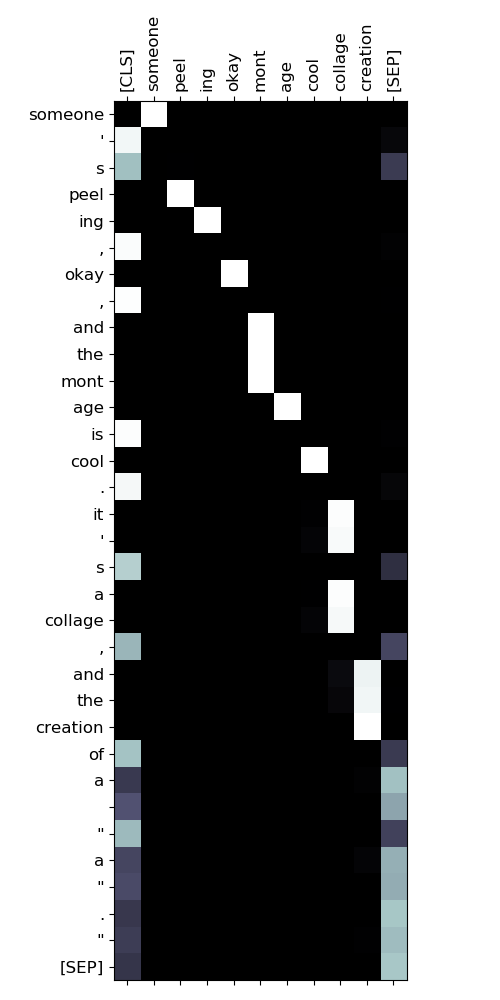 [CLS] someone peel ing okay mont age cool collage creation [SEP]
someone
'
s
peel
ing
,
okay
,
and
the
mont
age
is
cool
.
it
'
s
a
collage
,
and
the
creation
of
a
-
"
a
"
.
"
[SEP]